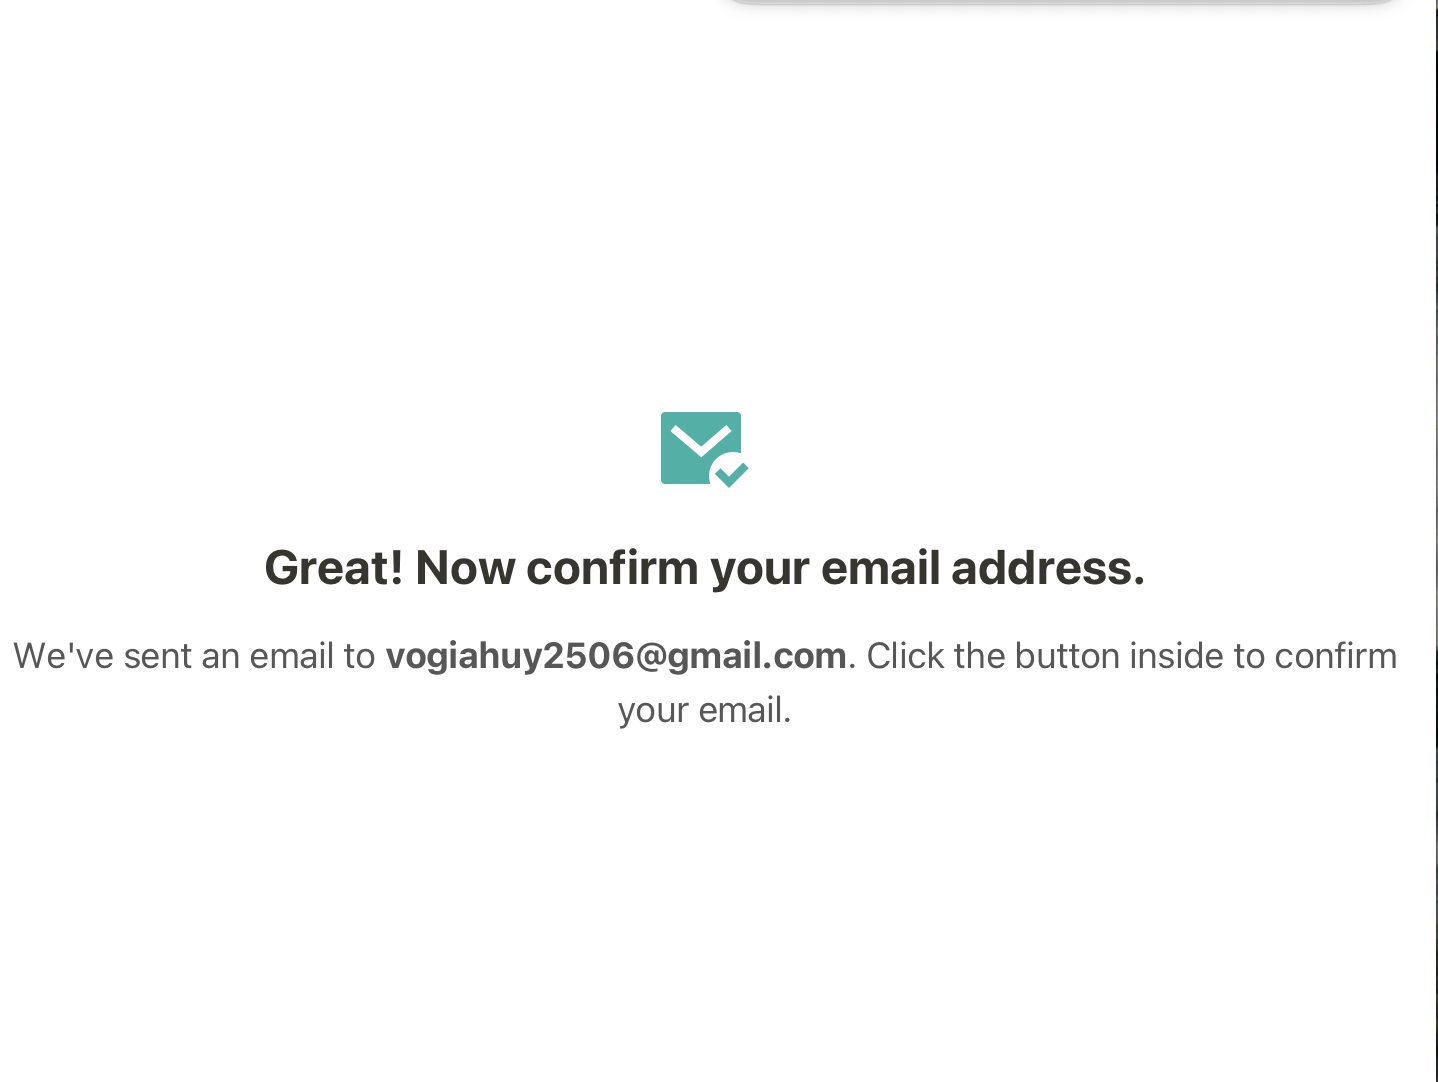 Great! Now confirm your email address.
We've sent an email to vogiahuy2506@gmail.com. Click the button inside to confirm
your email.